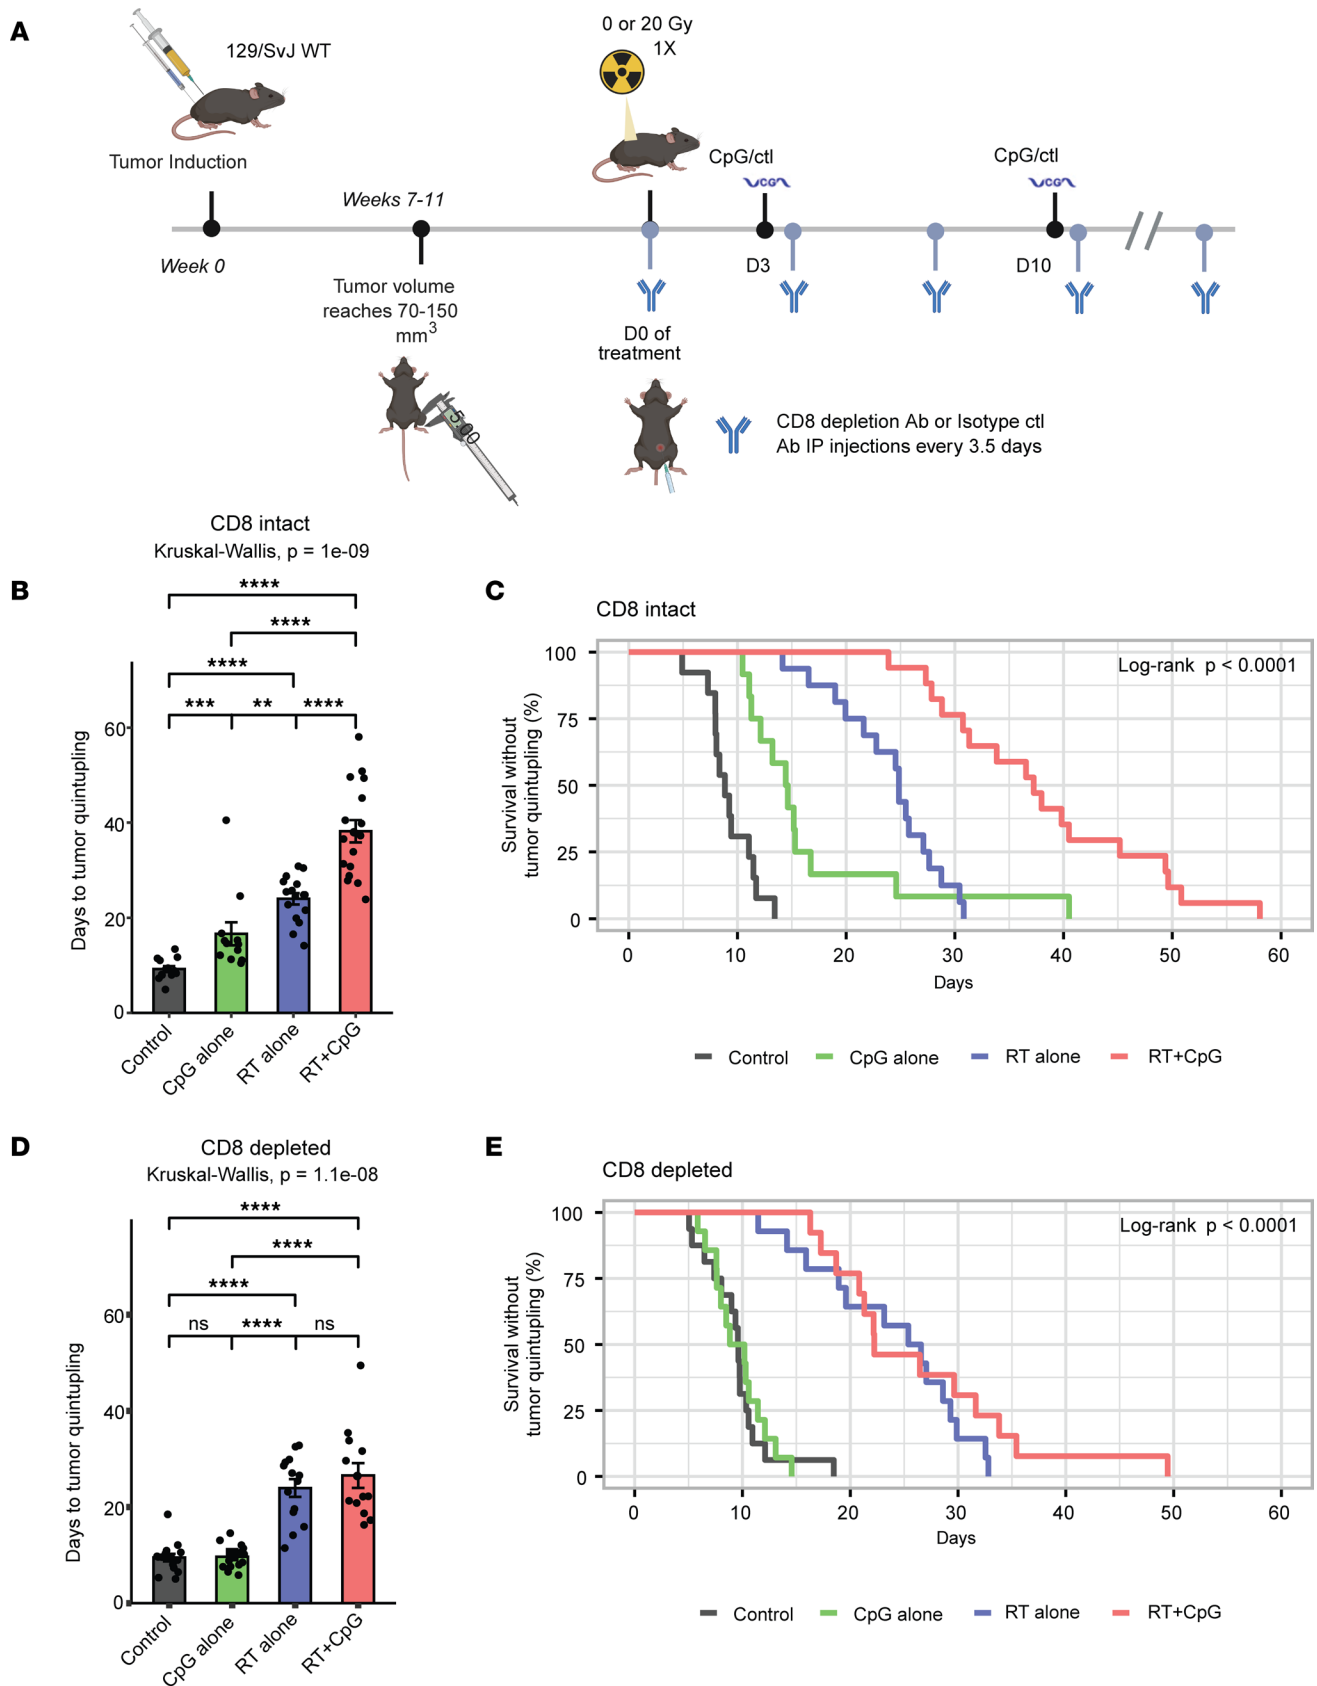 A
129/SvJ WT
Tumor Induction
0 or 20 Gy
1X
CpG/ctl
CG
CpG/ctl
CG
Weeks 7-11
Week 0
D3
D10
Tumor volume
reaches 70-150
mm3
D0 of
treatment
5.00
CD8 depletion Ab or Isotype ctl
Ab IP injections every 3.5 days
B
CD8 intact
Kruskal-Wallis, p = 1e-09
****
****
****
*** ** ****
Days to tumor quintupling
60
40
20
0
Control
CpG alone
RT alone
RT+CpG
C
CD8 intact
Log-rank p < 0.0001
Survival without
tumor quintupling (%)
100
75
50
25
0
0 10 20 30 40 50 60
Days
Control CpG alone RT alone RT+CpG
D
CD8 depleted
Kruskal-Wallis, p = 1.1e-08
****
****
****
ns **** ns
Days to tumor quintupling
60
40
20
0
Control
CpG alone
RT alone
RT+CpG
E
CD8 depleted
Log-rank p < 0.0001
Survival without
tumor quintupling (%)
100
75
50
25
0
0 10 20 30 40 50 60
Days
Control CpG alone RT alone RT+CpG